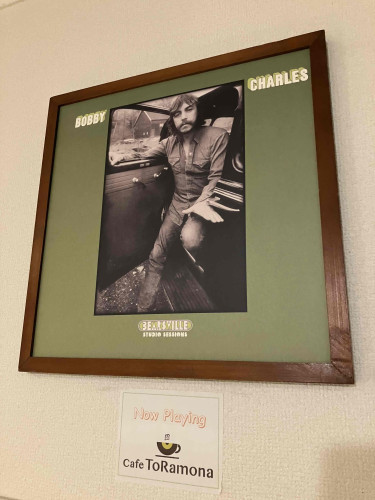 BOBBY
CHARLES
BEARSVILLE
STUDIO SESSIONS
Now Playing
Cafe ToRamona